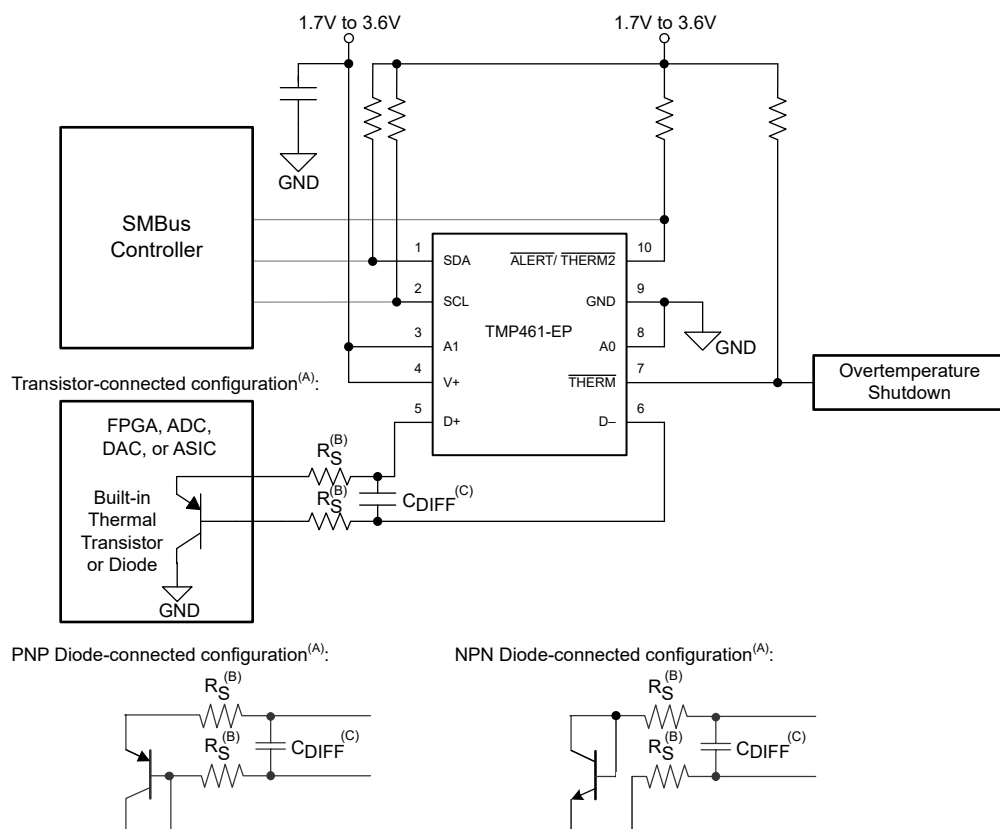 1.7V to 3.6V
1.7V to 3.6V
GND
SMBus
Controller
1
SDA
2
SCL
3
A1
4
V+
5
D+
TMP461-EP
10
ALERT/ THERM2
9
GND
8
A0
7
THERM
6
D–
GND
Overtemperature
Shutdown
Transistor-connected configuration(A):
FPGA, ADC,
DAC, or ASIC
Built-in
Thermal
Transistor
or Diode
GND
RS(B)
RS(B)
CDIFF(C)
PNP Diode-connected configuration(A):
RS(B)
RS(B)
CDIFF(C)
NPN Diode-connected configuration(A):
RS(B)
RS(B)
CDIFF(C)